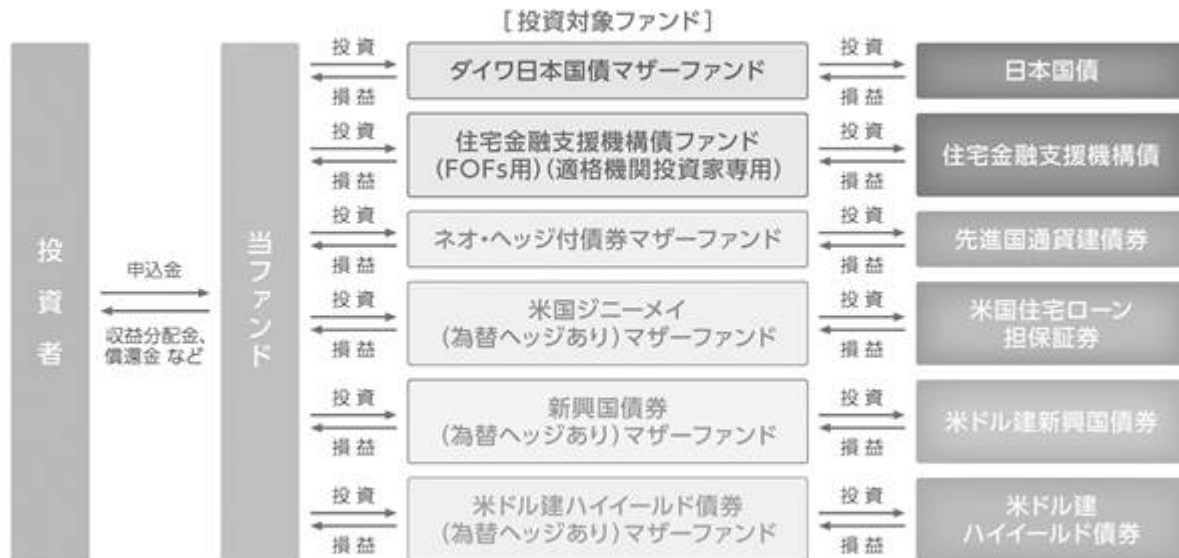 [投資対象ファンド]
投資者
申込金
収益分配金、
償還金 など
当ファンド
投資
損益
ダイワ日本国債マザーファンド
投資
損益
日本国債
投資
損益
住宅金融支援機構債ファンド
(FOFs用)(適格機関投資家専用)
投資
損益
住宅金融支援機構債
投資
損益
ネオ・ヘッジ付債券マザーファンド
投資
損益
先進国通貨建債券
投資
損益
米国ジニーメイ
(為替ヘッジあり)マザーファンド
投資
損益
米国住宅ローン
担保証券
投資
損益
新興国債券
(為替ヘッジあり)マザーファンド
投資
損益
米ドル建新興国債券
投資
損益
米ドル建ハイイールド債券
(為替ヘッジあり)マザーファンド
投資
損益
米ドル建
ハイイールド債券